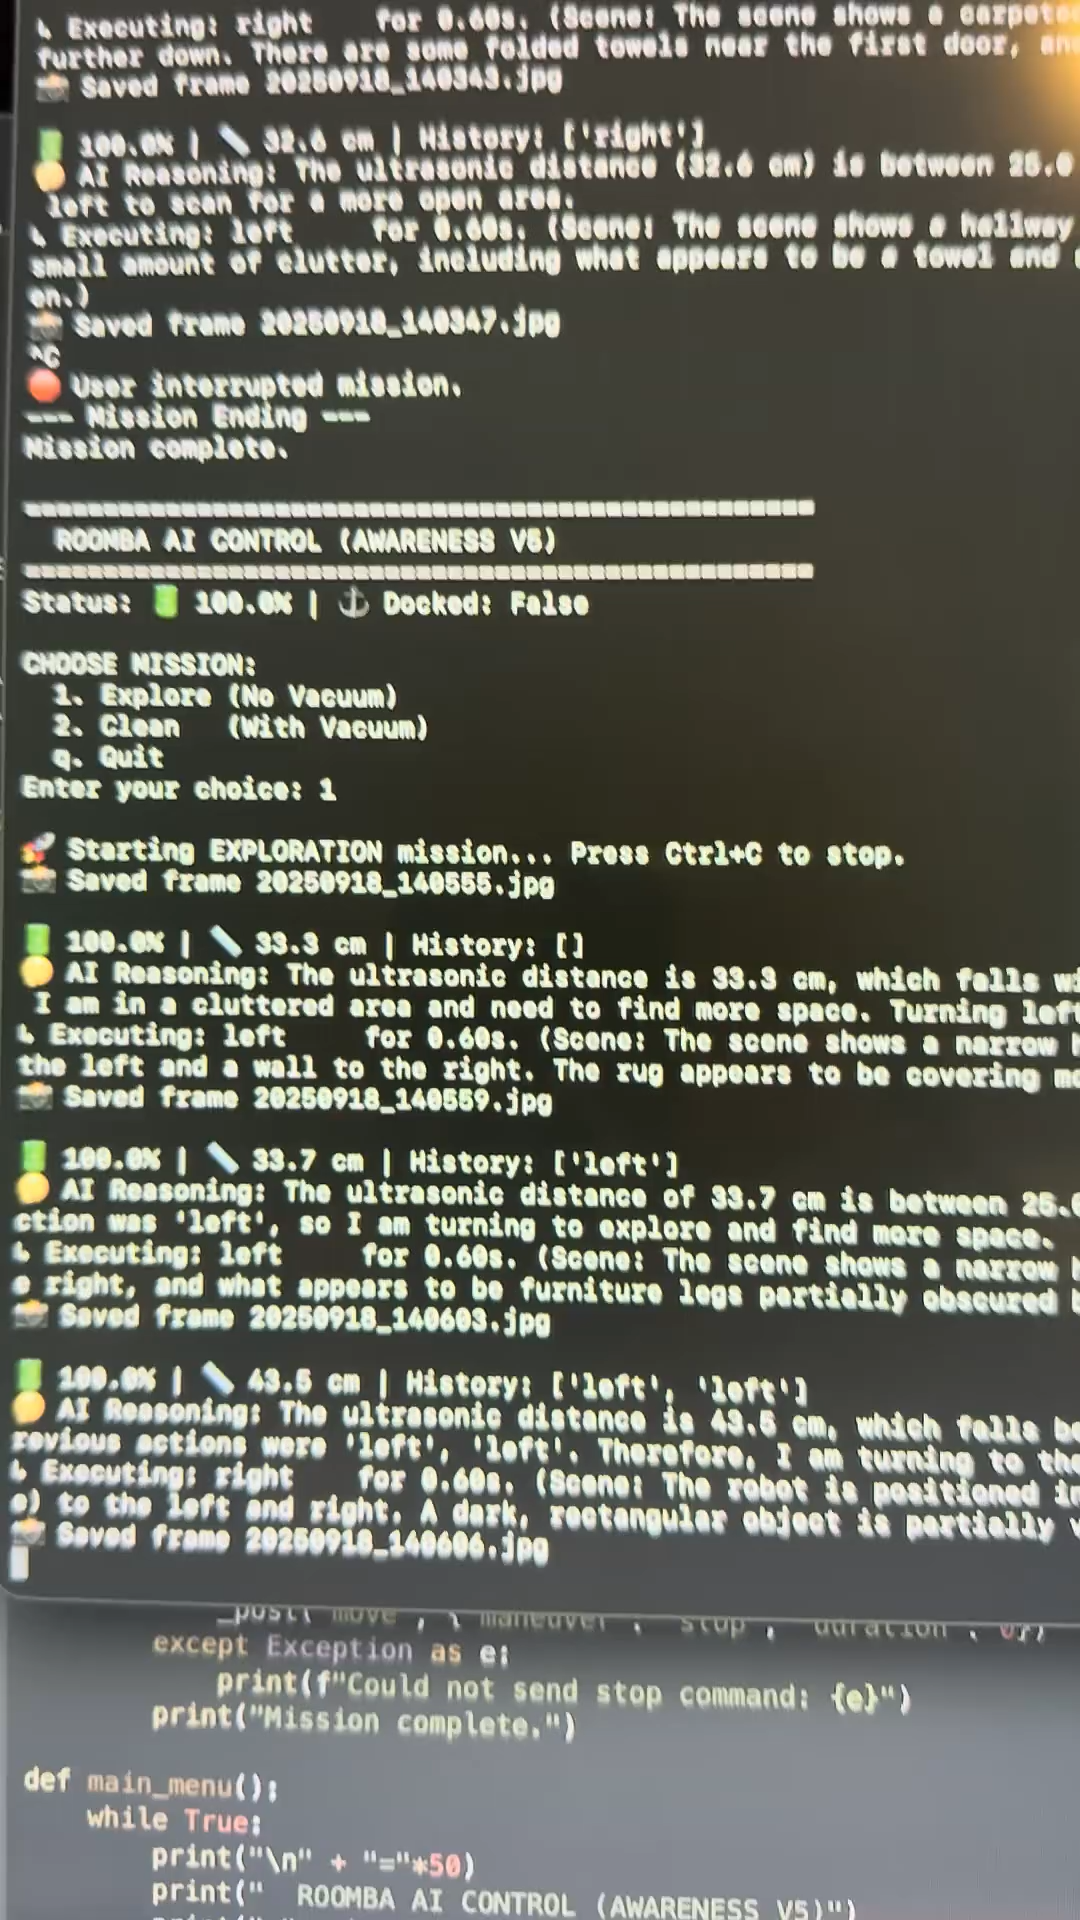 ↳ Executing: right for 0.60s. (Scene: The scene shows a carpeted
further down. There are some folded towels near the first door, and
📸 Saved frame 20250918_140343.jpg
🔋 100.0% | 📏 32.6 cm | History: ['right']
AI Reasoning: The ultrasonic distance (32.6 cm) is between 25.0
left to scan for a more open area.
↳ Executing: left for 0.60s. (Scene: The scene shows a hallway
small amount of clutter, including what appears to be a towel and
en.)
📸 Saved frame 20250918_140347.jpg
^C
🔴 User interrupted mission.
--- Mission Ending ---
Mission complete.
==================================================
ROOMBA AI CONTROL (AWARENESS V5)
==================================================
Status: 🔋 100.0% | ⚓ Docked: False
CHOOSE MISSION:
1. Explore (No Vacuum)
2. Clean (With Vacuum)
q. Quit
Enter your choice: 1
🚀 Starting EXPLORATION mission... Press Ctrl+C to stop.
📸 Saved frame 20250918_140555.jpg
🔋 100.0% | 📏 33.3 cm | History: []
AI Reasoning: The ultrasonic distance is 33.3 cm, which falls wi
I am in a cluttered area and need to find more space. Turning left
↳ Executing: left for 0.60s. (Scene: The scene shows a narrow h
the left and a wall to the right. The rug appears to be covering mo
📸 Saved frame 20250918_140559.jpg
🔋 100.0% | 📏 33.7 cm | History: ['left']
AI Reasoning: The ultrasonic distance of 33.7 cm is between 25.0
ction was 'left', so I am turning to explore and find more space.
↳ Executing: left for 0.60s. (Scene: The scene shows a narrow h
e right, and what appears to be furniture legs partially obscured b
📸 Saved frame 20250918_140603.jpg
🔋 100.0% | 📏 43.5 cm | History: ['left', 'left']
AI Reasoning: The ultrasonic distance is 43.5 cm, which falls be
revious actions were 'left', 'left'. Therefore, I am turning to the
↳ Executing: right for 0.60s. (Scene: The robot is positioned in
e) to the left and right. A dark, rectangular object is partially v
📸 Saved frame 20250918_140606.jpg
_post( move , { maneuver : stop , duration : 0})
except Exception as e:
print(f"Could not send stop command: {e}")
print("Mission complete.")
def main_menu():
while True:
print("\n" + "="*50)
print(" ROOMBA AI CONTROL (AWARENESS V5)")